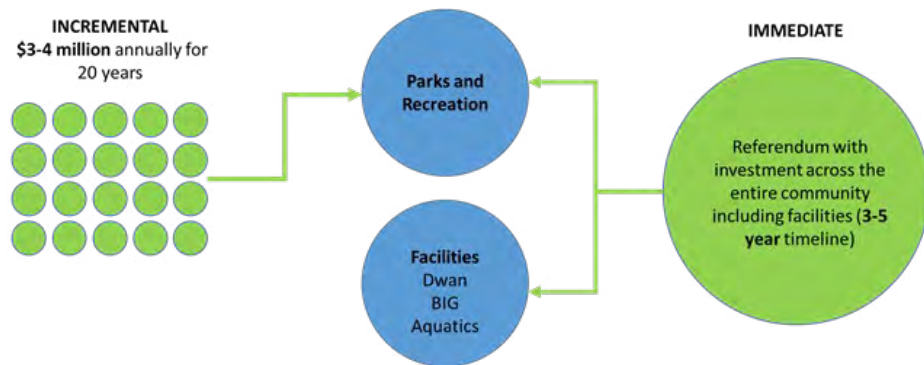 INCREMENTAL
$3-4 million annually for
20 years
Parks and
Recreation
Facilities
Dwan
BIG
Aquatics
IMMEDIATE
Referendum with
investment across the
entire community
including facilities (3-5
year timeline)